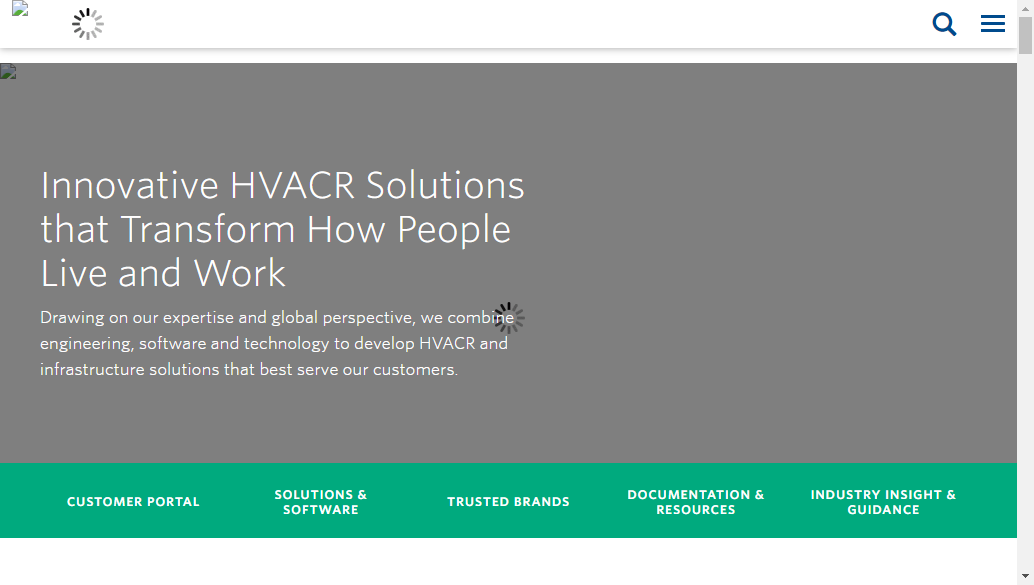 Innovative HVACR Solutions
that Transform How People
Live and Work
Drawing on our expertise and global perspective, we combine
engineering, software and technology to develop HVACR and
infrastructure solutions that best serve our customers.
CUSTOMER PORTAL
SOLUTIONS &
SOFTWARE
TRUSTED BRANDS
DOCUMENTATION &
RESOURCES
INDUSTRY INSIGHT &
GUIDANCE